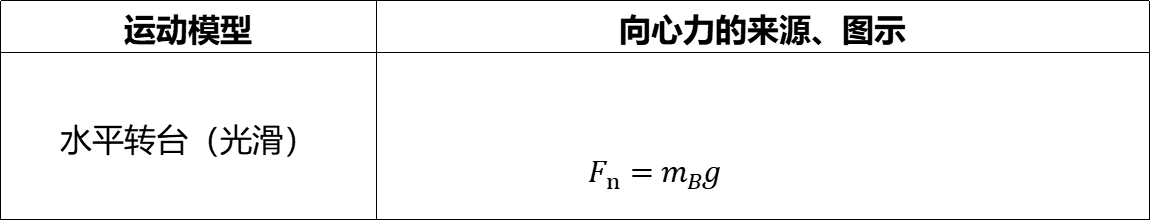 运动模型
向心力的来源、图示
水平转台（光滑）
Fₙ = m_B g